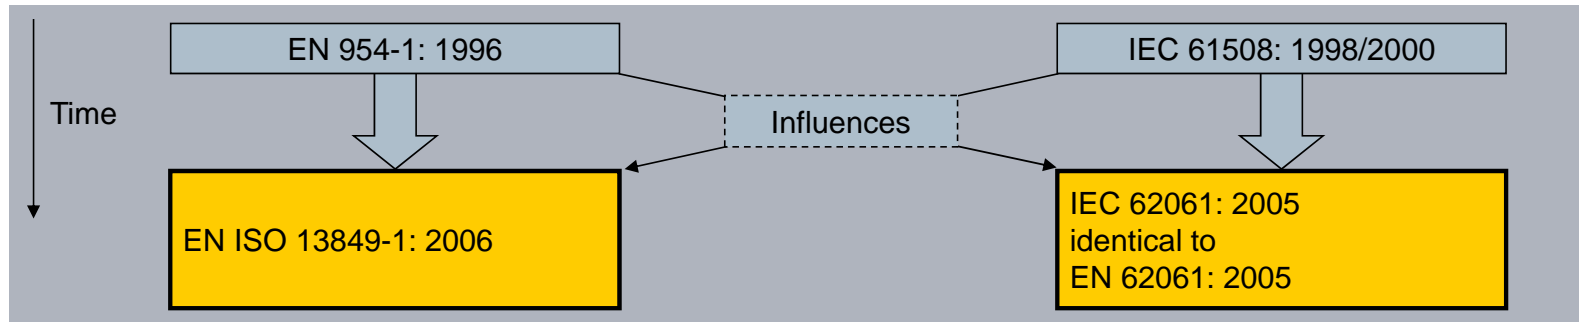 EN 954-1: 1996
IEC 61508: 1998/2000
Time
Influences
EN ISO 13849-1: 2006
IEC 62061: 2005
identical to
EN 62061: 2005